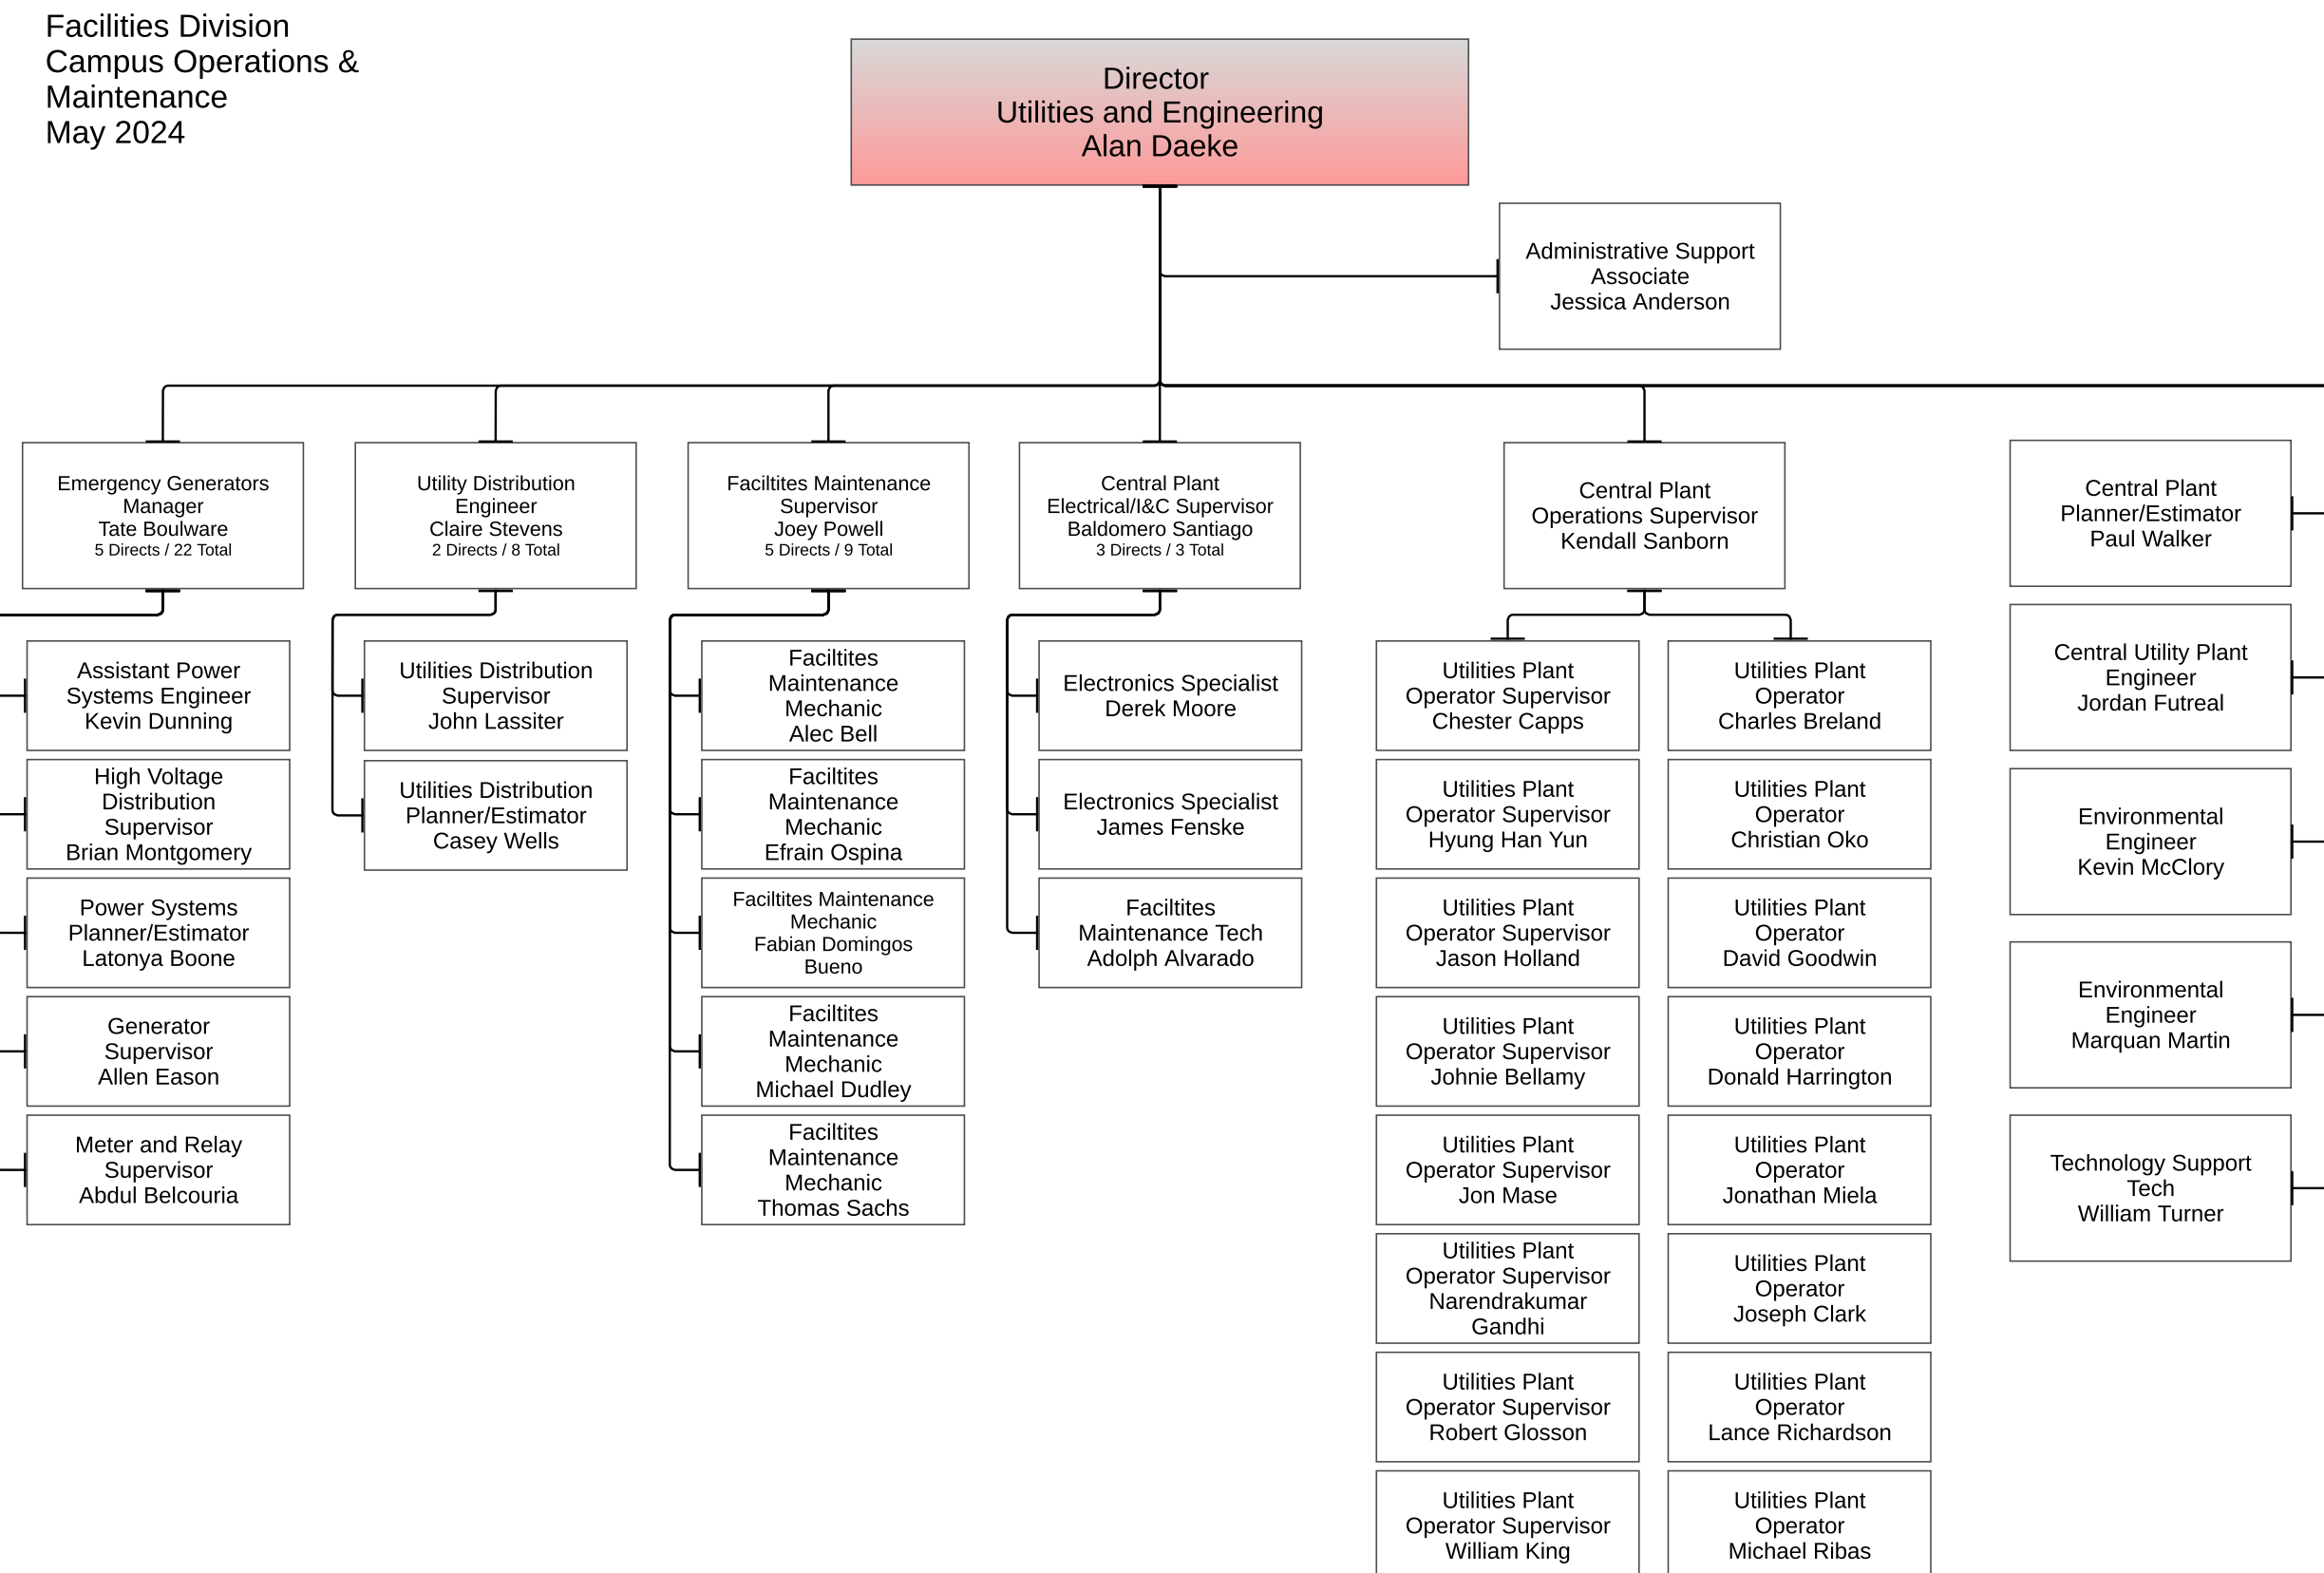 Facilities Division
Campus Operations &
Maintenance
May 2024
Director
Utilities and Engineering
Alan Daeke
Administrative Support
Associate
Jessica Anderson
Emergency Generators
Manager
Tate Boulware
5 Directs / 22 Total
Utility Distribution
Engineer
Claire Stevens
2 Directs / 8 Total
Faciltites Maintenance
Supervisor
Joey Powell
5 Directs / 9 Total
Central Plant
Electrical/I&C Supervisor
Baldomero Santiago
3 Directs / 3 Total
Central Plant
Operations Supervisor
Kendall Sanborn
Central Plant
Planner/Estimator
Paul Walker
Central Utility Plant
Engineer
Jordan Futreal
Environmental
Engineer
Kevin McClory
Environmental
Engineer
Marquan Martin
Technology Support
Tech
William Turner
Assistant Power
Systems Engineer
Kevin Dunning
High Voltage
Distribution
Supervisor
Brian Montgomery
Power Systems
Planner/Estimator
Latonya Boone
Generator
Supervisor
Allen Eason
Meter and Relay
Supervisor
Abdul Belcouria
Utilities Distribution
Supervisor
John Lassiter
Utilities Distribution
Planner/Estimator
Casey Wells
Faciltites
Maintenance
Mechanic
Alec Bell
Faciltites
Maintenance
Mechanic
Efrain Ospina
Faciltites Maintenance
Mechanic
Fabian Domingos
Bueno
Faciltites
Maintenance
Mechanic
Michael Dudley
Faciltites
Maintenance
Mechanic
Thomas Sachs
Electronics Specialist
Derek Moore
Electronics Specialist
James Fenske
Faciltites
Maintenance Tech
Adolph Alvarado
Utilities Plant
Operator Supervisor
Chester Capps
Utilities Plant
Operator Supervisor
Hyung Han Yun
Utilities Plant
Operator Supervisor
Jason Holland
Utilities Plant
Operator Supervisor
Johnie Bellamy
Utilities Plant
Operator Supervisor
Jon Mase
Utilities Plant
Operator Supervisor
Narendrakumar
Gandhi
Utilities Plant
Operator Supervisor
Robert Glosson
Utilities Plant
Operator Supervisor
William King
Utilities Plant
Operator
Charles Breland
Utilities Plant
Operator
Christian Oko
Utilities Plant
Operator
David Goodwin
Utilities Plant
Operator
Donald Harrington
Utilities Plant
Operator
Jonathan Miela
Utilities Plant
Operator
Joseph Clark
Utilities Plant
Operator
Lance Richardson
Utilities Plant
Operator
Michael Ribas